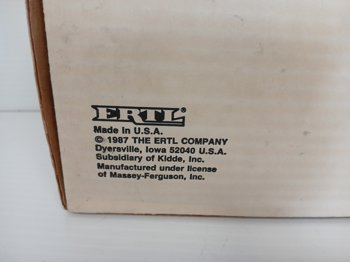 ERTL®
Made in U.S.A.
© 1987 THE ERTL COMPANY
Dyersville, Iowa 52040 U.S.A.
Subsidiary of Kidde, Inc.
Manufactured under license
of Massey-Ferguson, Inc.